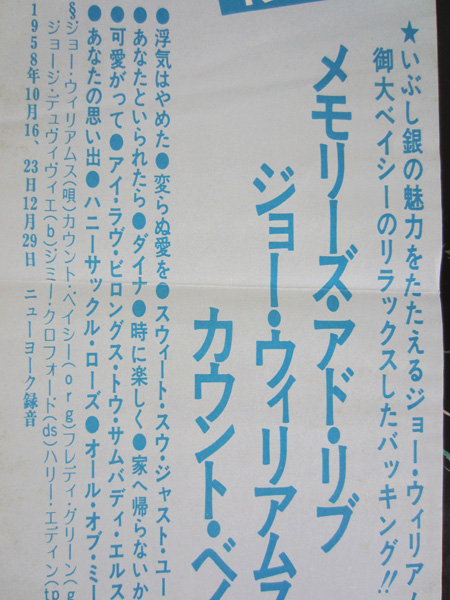 ★いぶし銀の魅力をたたえるジョー・ウィリアム
御大ベイシーのリラックスしたバッキング!!
メモリーズ・アド・リブ
ジョー・ウィリアムス
カウント・ベイ
●浮気はやめた●変らぬ愛を●スウィート・スウ・ジャスト・ユー
●あなたといられたら●ダイナ●時に楽しく●家へ帰らないか
●可愛がって●アイ・ラヴ・ビロングス・トウ・サムバディ・エルス
●あなたの思い出●ハニーサックル・ローズ●オール・オブ・ミー
§ジョー・ウィリアムス(唄)カウント・ベイシー(org)フレディ・グリーン(g
ジョージ・デュヴィヴィエ(b)ジミー・クロフォード(ds)ハリー・エディン(tp
1958年10月16、23日12月29日 ニューヨーク録音